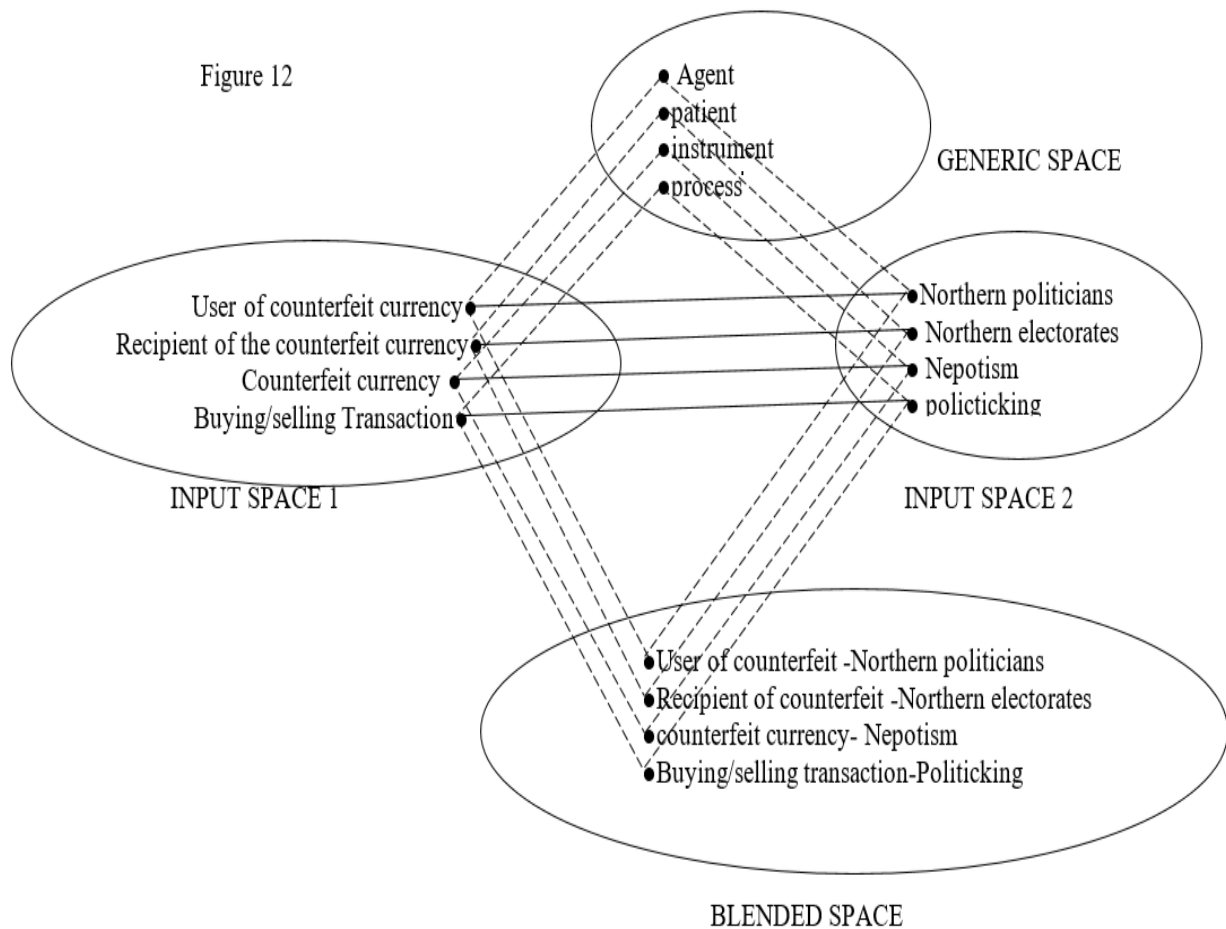 Figure 12
Agent
patient
instrument
process
GENERIC SPACE
User of counterfeit currency
Recipient of the counterfeit currency
Counterfeit currency
Buying/selling Transaction
INPUT SPACE 1
Northern politicians
Northern electorates
Nepotism
policticking
INPUT SPACE 2
User of counterfeit -Northern politicians
Recipient of counterfeit -Northern electorates
counterfeit currency- Nepotism
Buying/selling transaction-Politicking
BLENDED SPACE